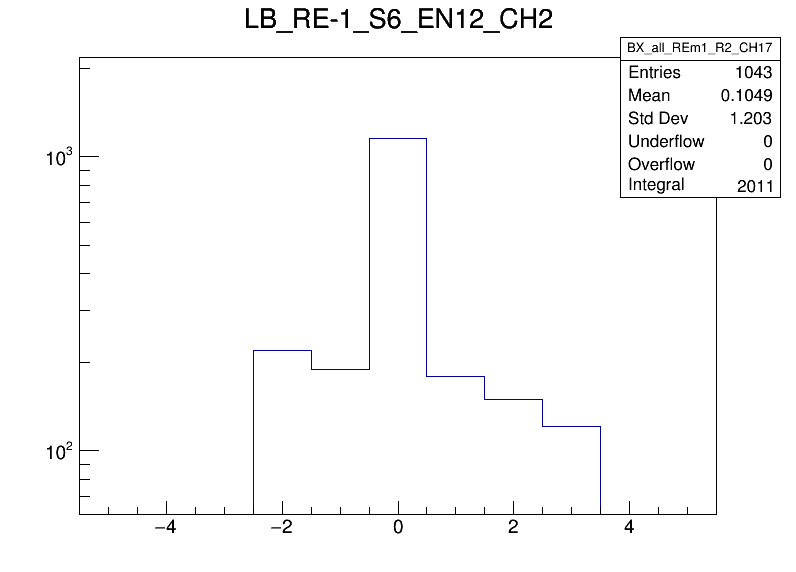 LB_RE-1_S6_EN12_CH2
BX_all_REm1_R2_CH17
Entries 1043
Mean 0.1049
Std Dev 1.203
Underflow 0
Overflow 0
Integral 2011
10³
10²
−4 −2 0 2 4